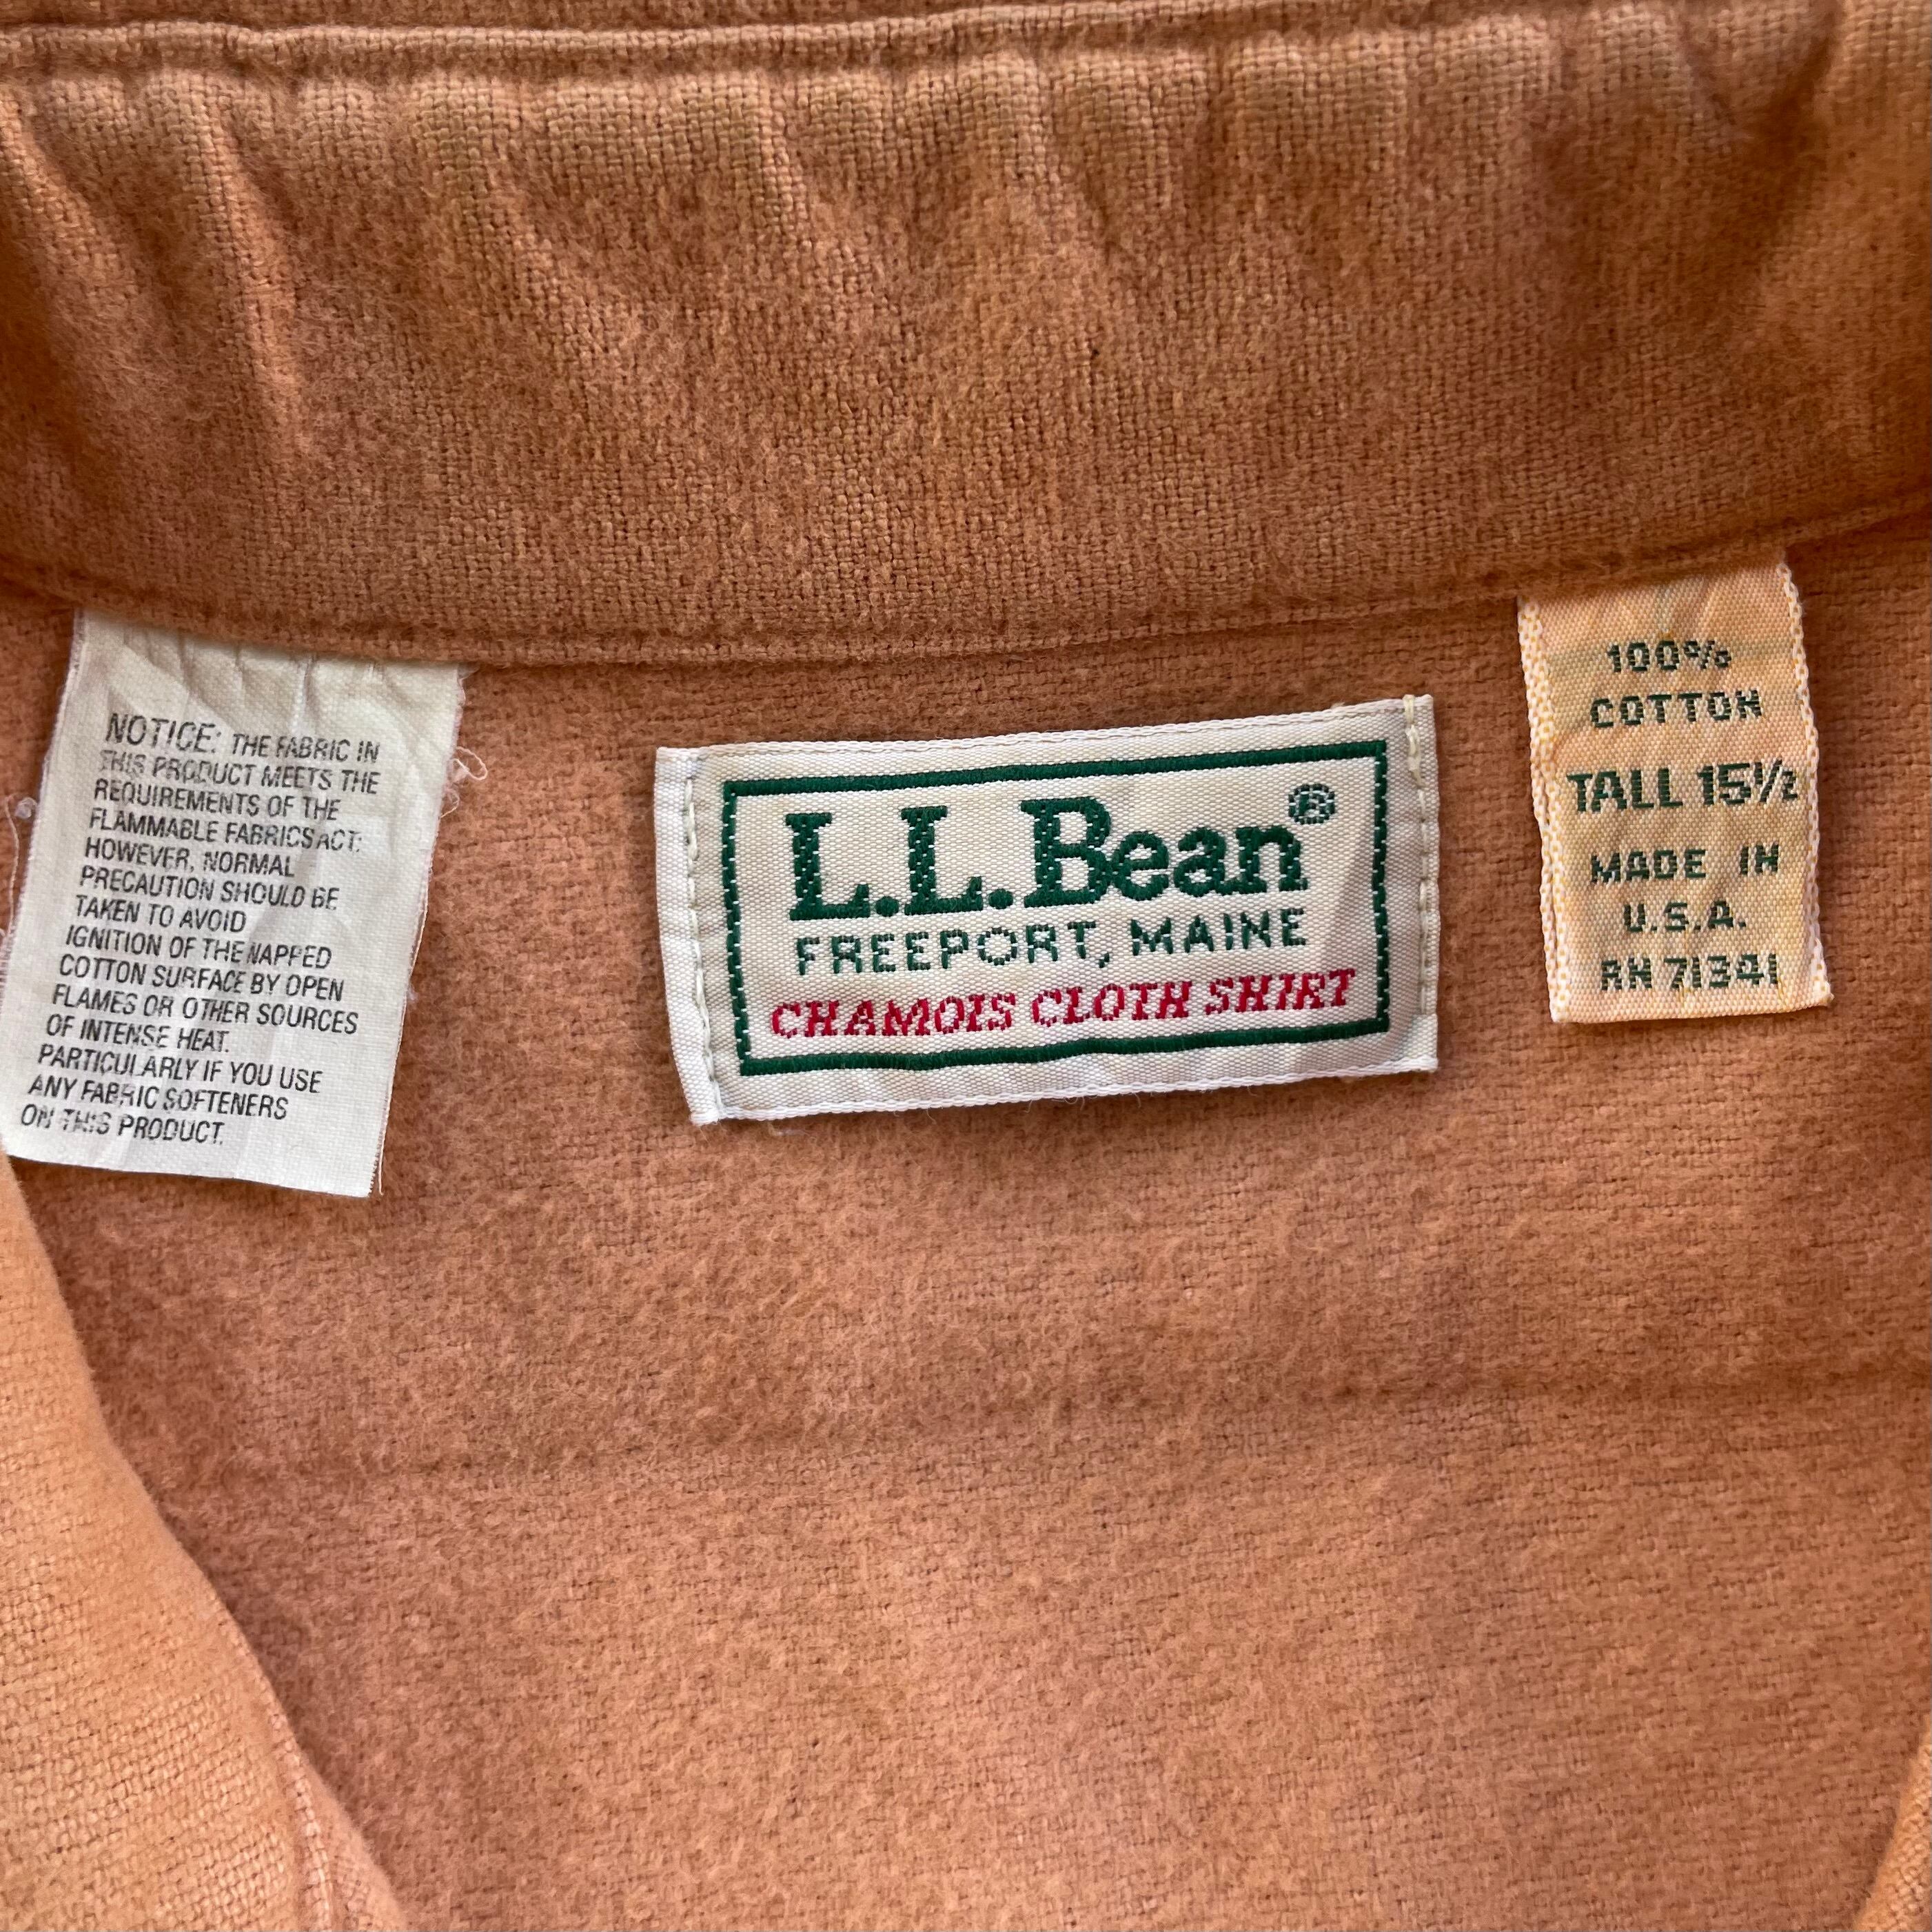 NOTICE: THE FABRIC IN
THIS PRODUCT MEETS THE
REQUIREMENTS OF THE
FLAMMABLE FABRICS ACT;
HOWEVER, NORMAL
PRECAUTION SHOULD BE
TAKEN TO AVOID
IGNITION OF THE NAPPED
COTTON SURFACE BY OPEN
FLAMES OR OTHER SOURCES
OF INTENSE HEAT.
PARTICULARLY IF YOU USE
ANY FABRIC SOFTENERS
ON THIS PRODUCT.
L.L.Bean®
FREEPORT, MAINE
CHAMOIS CLOTH SHIRT
100%
COTTON
TALL 15½
MADE IN
U.S.A.
RN 71341